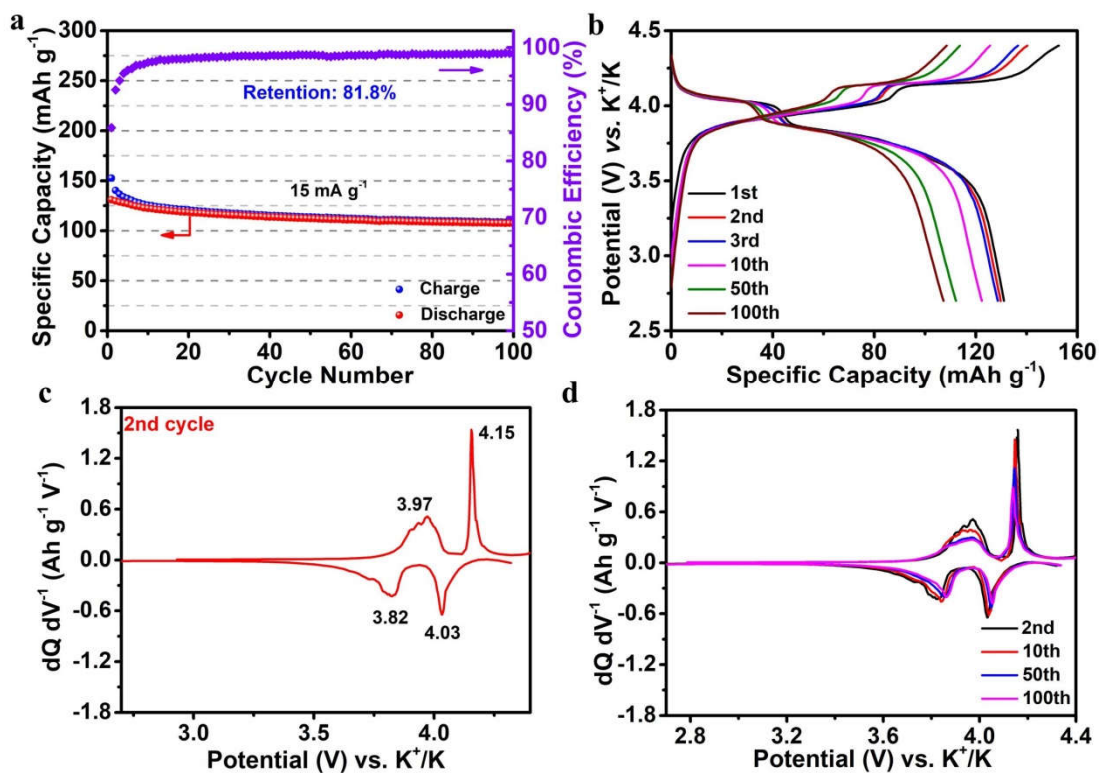 a
300
250
200
150
100
50
0
Specific Capacity (mAh g⁻¹)
Retention: 81.8%
15 mA g⁻¹
Charge
Discharge
0 20 40 60 80 100
Cycle Number
100
90
80
70
60
50
Coulombic Efficiency (%)
b
4.5
4.0
3.5
3.0
2.5
Potential (V) vs. K⁺/K
1st
2nd
3rd
10th
50th
100th
0 40 80 120 160
Specific Capacity (mAh g⁻¹)
c
1.8
1.2
0.6
0.0
-0.6
-1.2
-1.8
dQ dV⁻¹ (Ah g⁻¹ V⁻¹)
2nd cycle
4.15
3.97
3.82
4.03
3.0 3.5 4.0
Potential (V) vs. K⁺/K
d
1.8
1.2
0.6
0.0
-0.6
-1.2
-1.8
dQ dV⁻¹ (Ah g⁻¹ V⁻¹)
2nd
10th
50th
100th
2.8 3.2 3.6 4.0 4.4
Potential (V) vs. K⁺/K